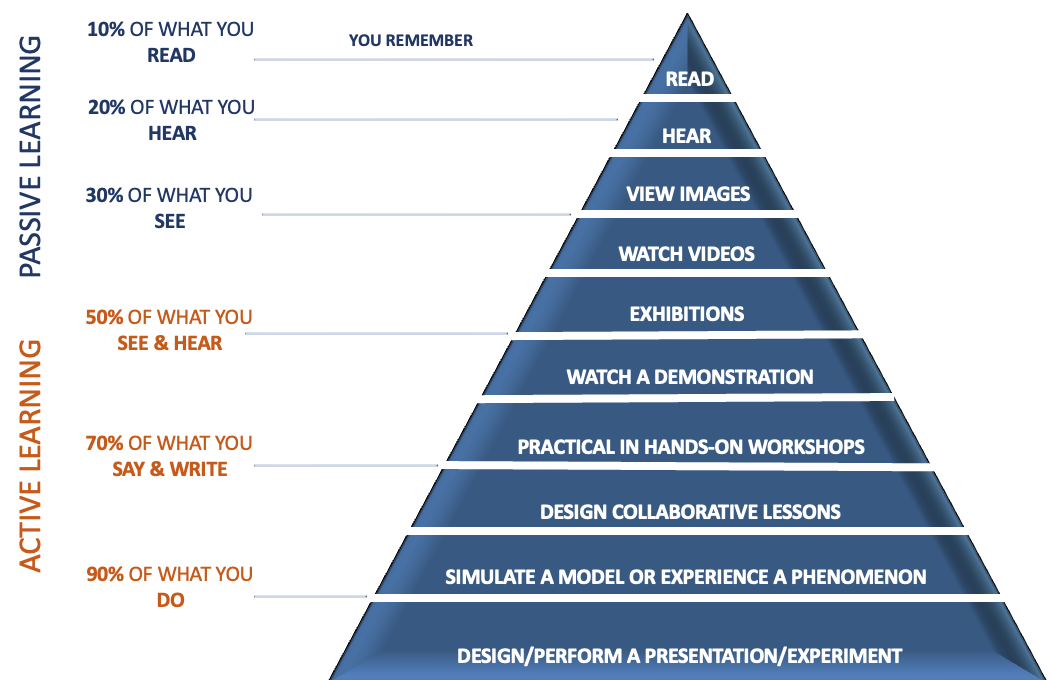 PASSIVE LEARNING
ACTIVE LEARNING
10% OF WHAT YOU
READ
YOU REMEMBER
20% OF WHAT YOU
HEAR
30% OF WHAT YOU
SEE
50% OF WHAT YOU
SEE & HEAR
70% OF WHAT YOU
SAY & WRITE
90% OF WHAT YOU
DO
READ
HEAR
VIEW IMAGES
WATCH VIDEOS
EXHIBITIONS
WATCH A DEMONSTRATION
PRACTICAL IN HANDS-ON WORKSHOPS
DESIGN COLLABORATIVE LESSONS
SIMULATE A MODEL OR EXPERIENCE A PHENOMENON
DESIGN/PERFORM A PRESENTATION/EXPERIMENT